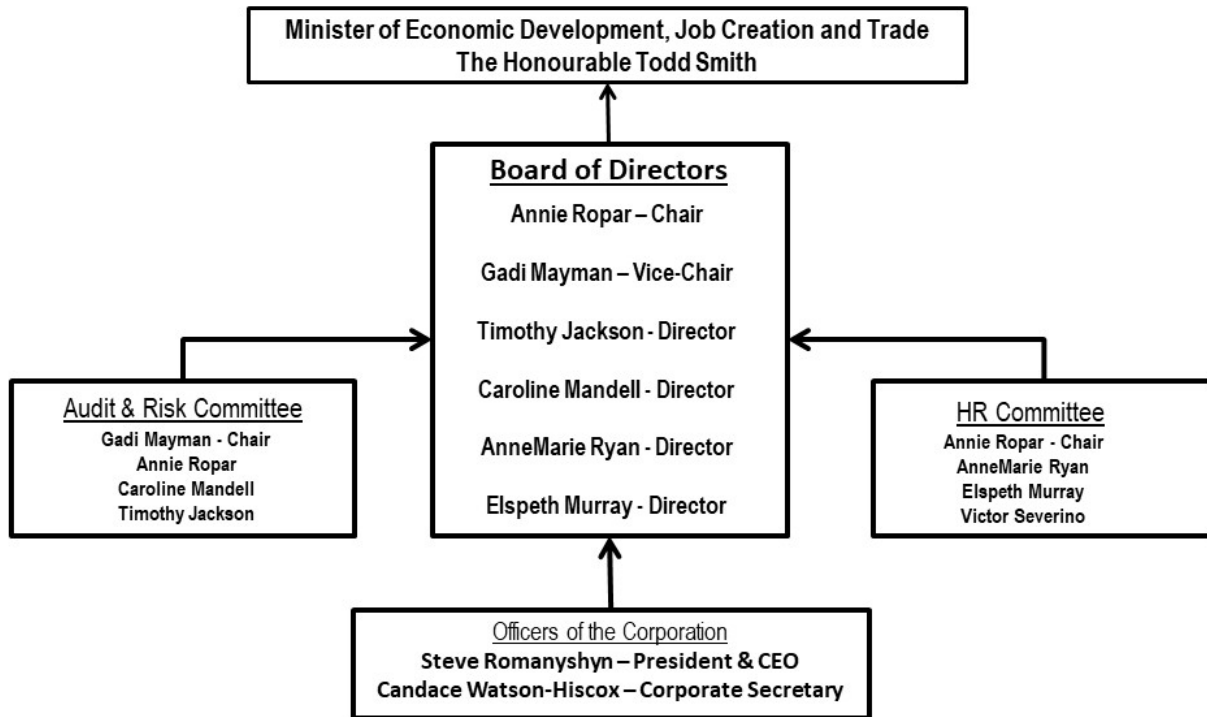 Minister of Economic Development, Job Creation and Trade
The Honourable Todd Smith
Board of Directors
Annie Ropar – Chair
Gadi Mayman – Vice-Chair
Timothy Jackson - Director
Caroline Mandell - Director
AnneMarie Ryan - Director
Elspeth Murray - Director
Audit & Risk Committee
Gadi Mayman - Chair
Annie Ropar
Caroline Mandell
Timothy Jackson
HR Committee
Annie Ropar - Chair
AnneMarie Ryan
Elspeth Murray
Victor Severino
Officers of the Corporation
Steve Romanyshyn – President & CEO
Candace Watson-Hiscox – Corporate Secretary